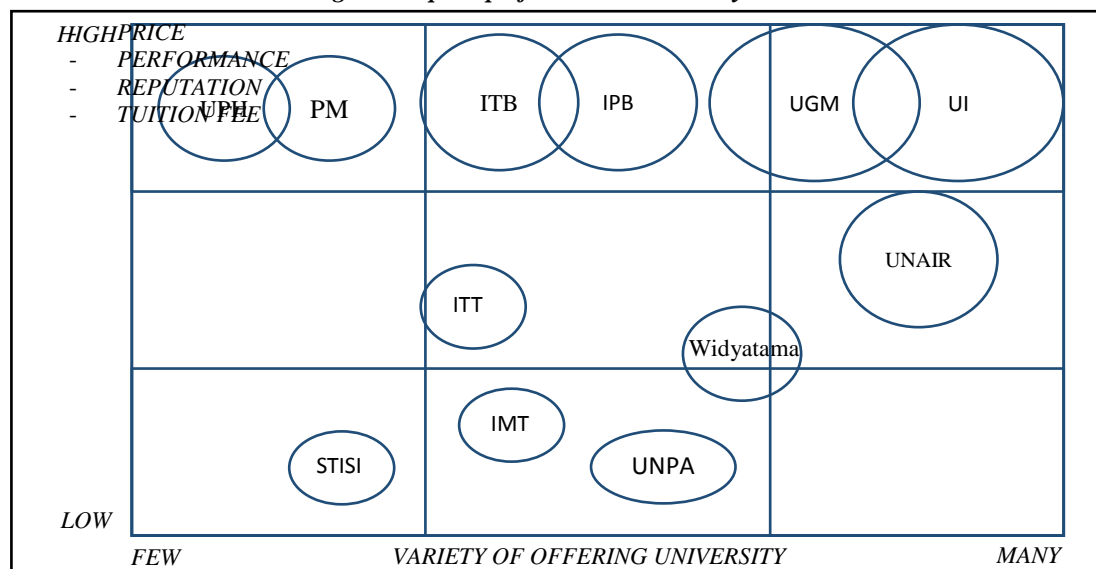 HIGH PRICE
- PERFORMANCE
- REPUTATION
- TUITION FEE
UPH PM ITB IPB UGM UI
UNAIR
ITT
Widyatama
IMT
STISI UNPA
LOW
FEW VARIETY OF OFFERING UNIVERSITY MANY